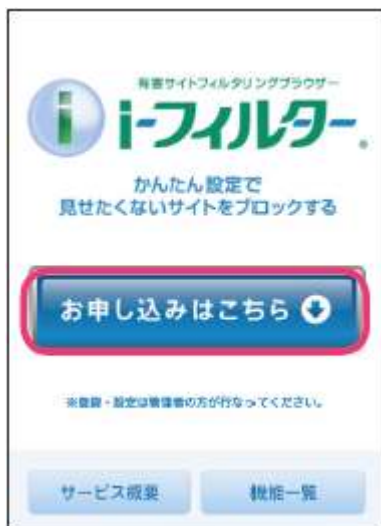 有害サイトフィルタリングブラウザー
i-フィルター®
かんたん設定で
見せたくないサイトをブロックする
お申し込みはこちら
※登録・設定は管理者の方が行なってください。
サービス概要
機能一覧